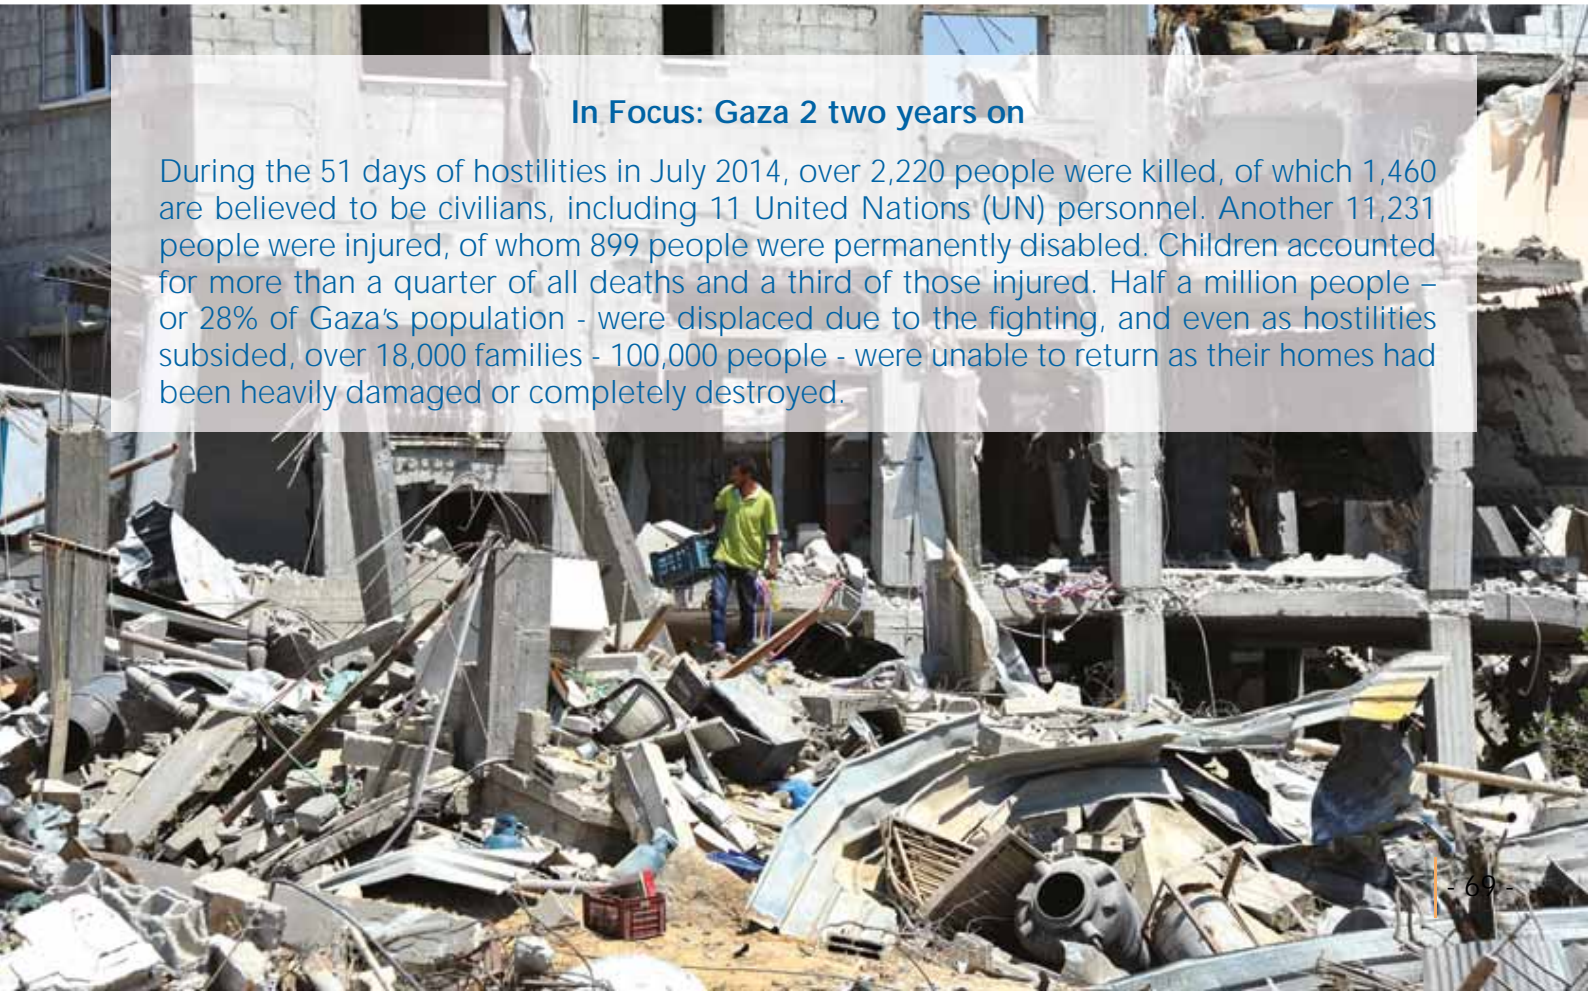 In Focus: Gaza 2 two years on
During the 51 days of hostilities in July 2014, over 2,220 people were killed, of which 1,460
are believed to be civilians, including 11 United Nations (UN) personnel. Another 11,231
people were injured, of whom 899 people were permanently disabled. Children accounted
for more than a quarter of all deaths and a third of those injured. Half a million people –
or 28% of Gaza's population - were displaced due to the fighting, and even as hostilities
subsided, over 18,000 families - 100,000 people - were unable to return as their homes had
been heavily damaged or completely destroyed.
- 69 -